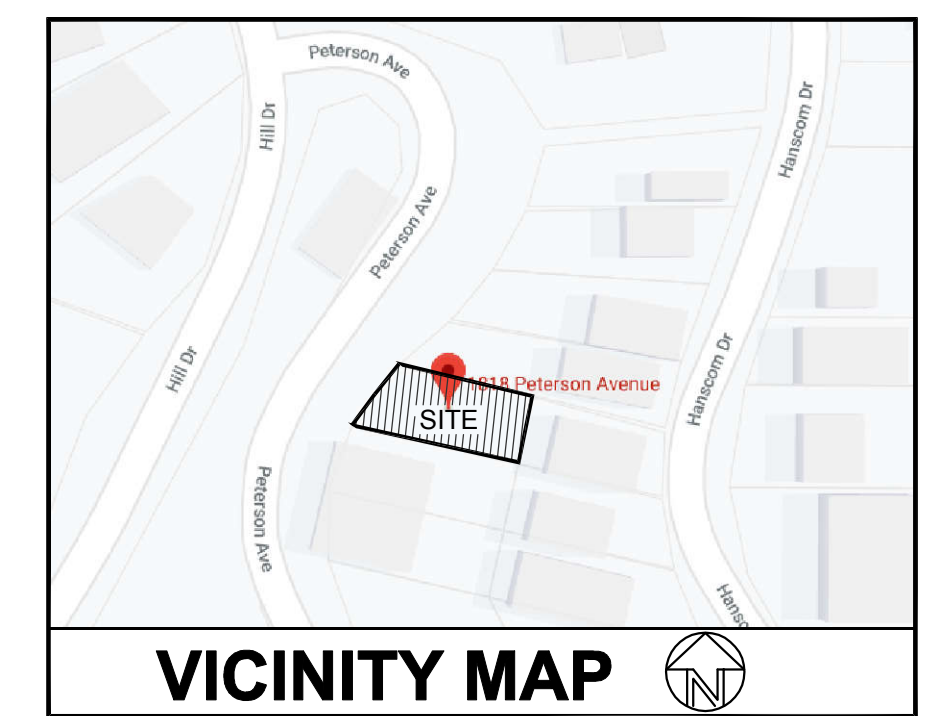 Peterson Ave
Hill Dr
Hanscom Dr
Peterson Ave
Hill Dr
Hanscom Dr
1818 Peterson Avenue
SITE
Peterson Ave
VICINITY MAP
N